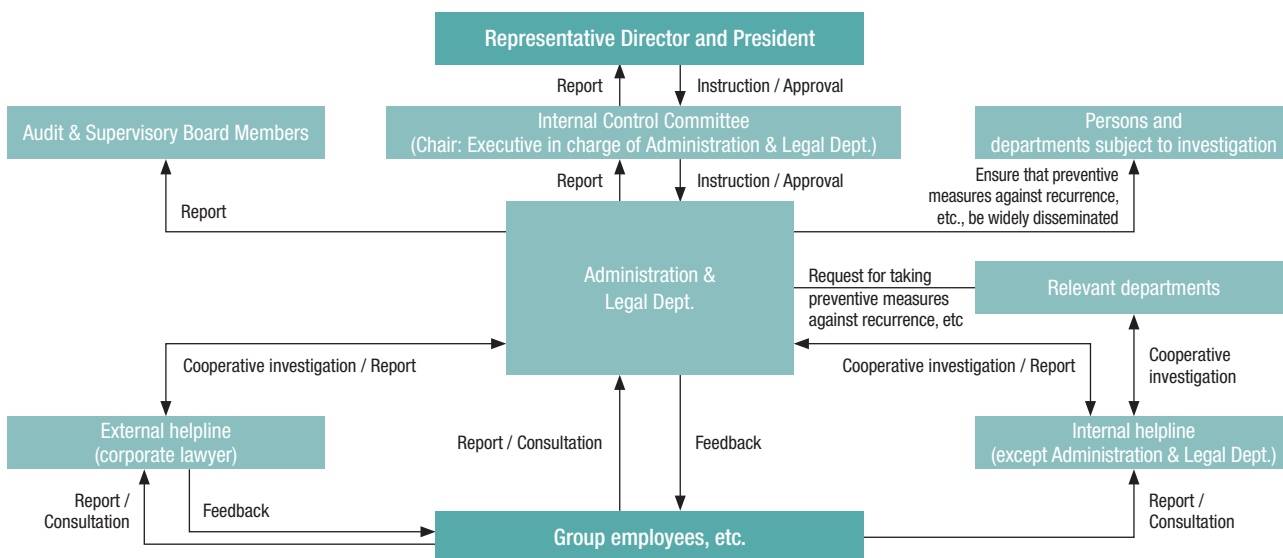 Representative Director and President
Report
Instruction / Approval
Audit & Supervisory Board Members
Internal Control Committee
(Chair: Executive in charge of Administration & Legal Dept.)
Persons and
departments subject to investigation
Report
Instruction / Approval
Ensure that preventive
measures against recurrence,
etc., be widely disseminated
Report
Administration &
Legal Dept.
Request for taking
preventive measures
against recurrence, etc
Relevant departments
Cooperative investigation / Report
Cooperative investigation / Report
Cooperative
investigation
External helpline
(corporate lawyer)
Report / Consultation
Feedback
Internal helpline
(except Administration & Legal Dept.)
Report /
Consultation
Feedback
Report /
Consultation
Group employees, etc.